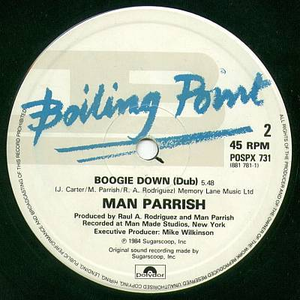 Boiling Point
2
45 RPM
POSPX 731
(881 781-1)
BOOGIE DOWN (Dub) 5.48
(J. Carter/M. Parrish/R. A. Rodriguez) Memory Lane Music Ltd
MAN PARRISH
Produced by Raul A. Rodriguez and Man Parrish
Recorded at Man Made Studios, New York
Executive Producer: Mike Wilkinson
℗ 1984 Sugarscoop, Inc
Original sound recording made by
Sugarscoop, Inc
polydor